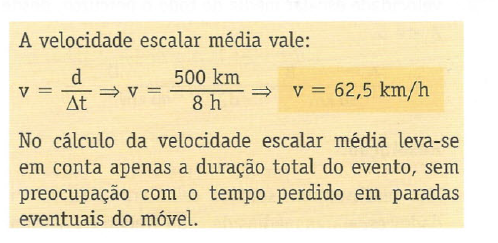 A velocidade escalar média vale:
v = d/Δt ⇒ v = 500 km/8 h ⇒ v = 62,5 km/h
No cálculo da velocidade escalar média leva-se
em conta apenas a duração total do evento, sem
preocupação com o tempo perdido em paradas
eventuais do móvel.